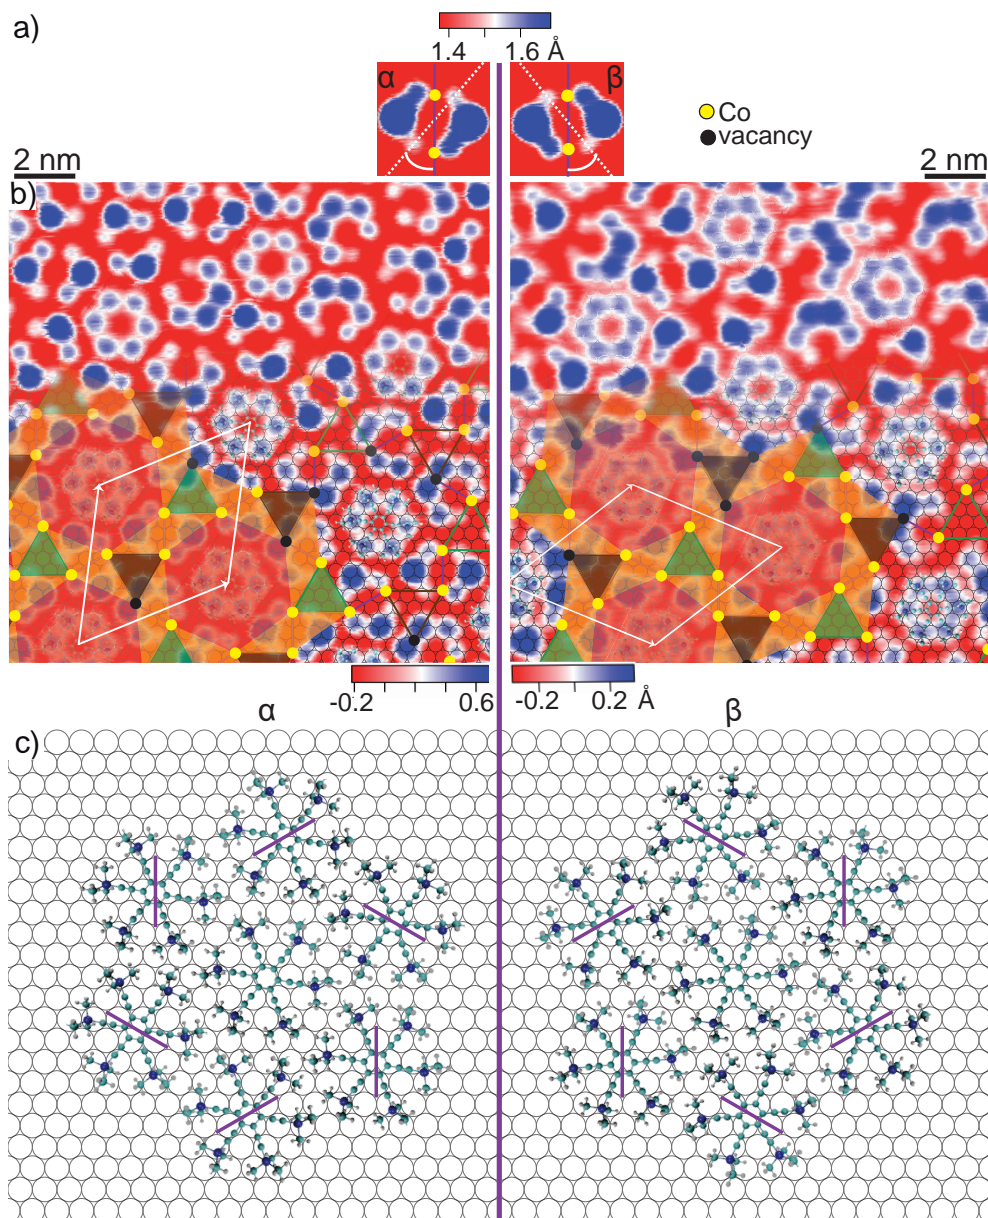 a)
1.4 1.6 Å
α β
Co
vacancy
2 nm 2 nm
b)
-0.2 0.6 -0.2 0.2 Å
α β
c)